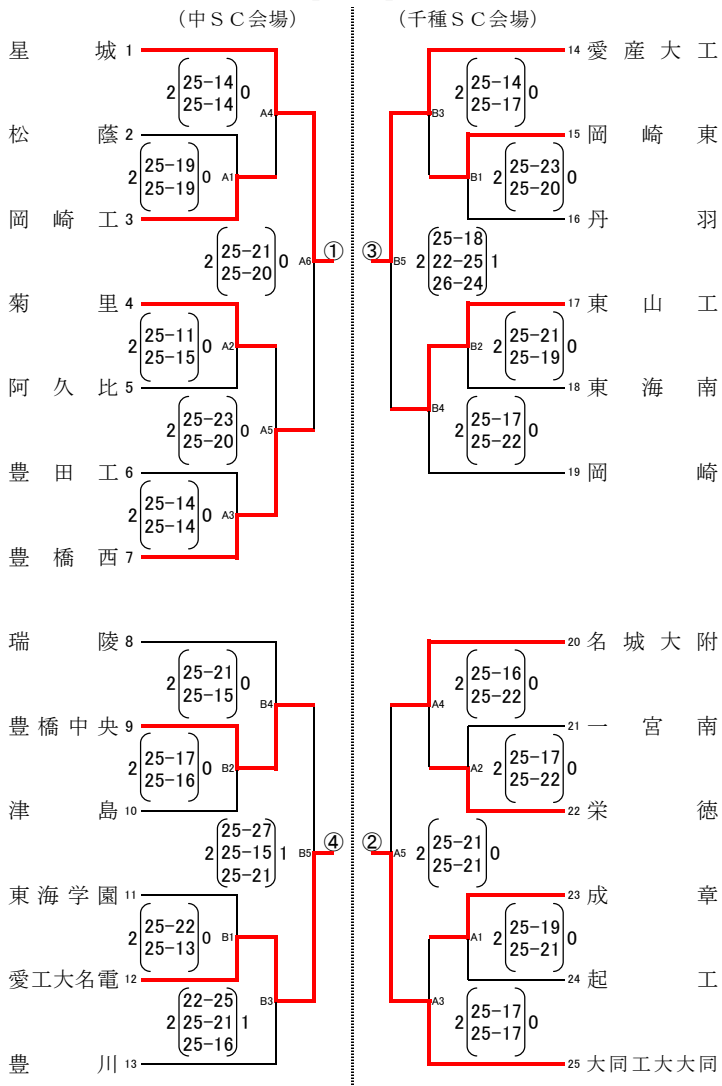 (中SC会場) (千種SC会場)
星城 1
14 愛産大工
2 25-14 0
25-14
A4
B3
2 25-14 0
25-17
松蔭 2
15 岡崎東
2 25-19 0
25-19
A1
B1
2 25-23 0
25-20
岡崎工 3
16 丹羽
2 25-21 0
25-20
A6
①
③
B5
25-18
2 22-25 1
26-24
菊里 4
17 東山工
2 25-11 0
25-15
A2
B2
2 25-21 0
25-19
阿久比 5
18 東海南
2 25-23 0
25-20
A5
B4
2 25-17 0
25-22
豊田工 6
19 岡崎
2 25-14 0
25-14
A3
豊橋西 7
瑞陵 8
20 名城大附
2 25-21 0
25-15
B4
A4
2 25-16 0
25-22
豊橋中央 9
21 一宮南
2 25-17 0
25-16
B2
A2
2 25-17 0
25-22
津島 10
22 栄徳
25-27
2 25-15 1
25-21
B5
④
②
A5
2 25-21 0
25-21
東海学園 11
23 成章
2 25-22 0
25-13
B1
A1
2 25-19 0
25-21
愛工大名電 12
24 起工
22-25
2 25-21 1
25-16
B3
A3
2 25-17 0
25-17
豊川 13
25 大同工大大同